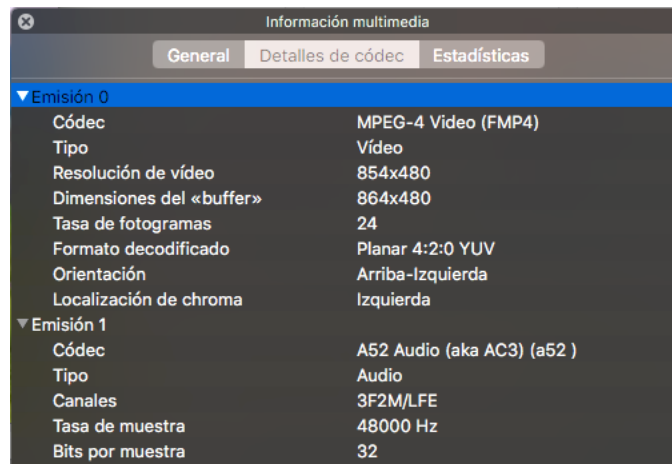 Información multimedia
General Detalles de códec Estadísticas
Emisión 0
Códec MPEG-4 Video (FMP4)
Tipo Vídeo
Resolución de vídeo 854x480
Dimensiones del «buffer» 864x480
Tasa de fotogramas 24
Formato decodificado Planar 4:2:0 YUV
Orientación Arriba-Izquierda
Localización de chroma Izquierda
Emisión 1
Códec A52 Audio (aka AC3) (a52 )
Tipo Audio
Canales 3F2M/LFE
Tasa de muestra 48000 Hz
Bits por muestra 32